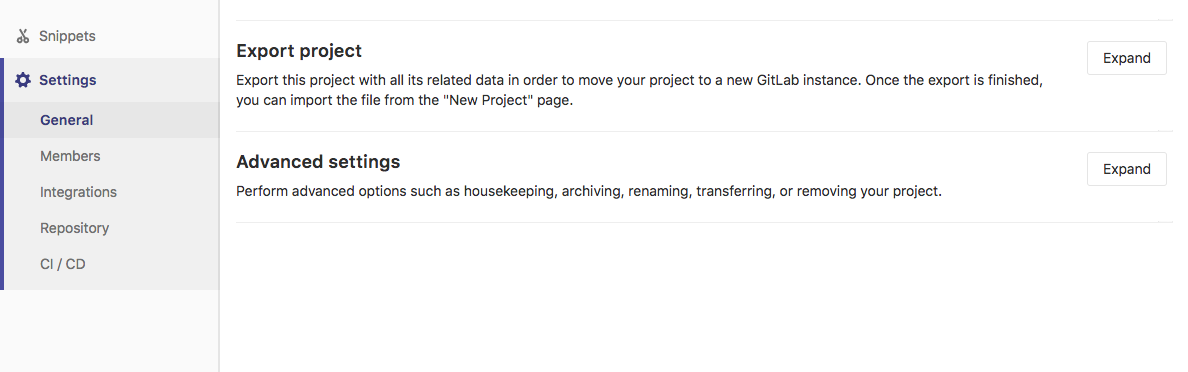 Snippets
Settings
General
Members
Integrations
Repository
CI / CD
Export project
Expand
Export this project with all its related data in order to move your project to a new GitLab instance. Once the export is finished,
you can import the file from the "New Project" page.
Advanced settings
Expand
Perform advanced options such as housekeeping, archiving, renaming, transferring, or removing your project.